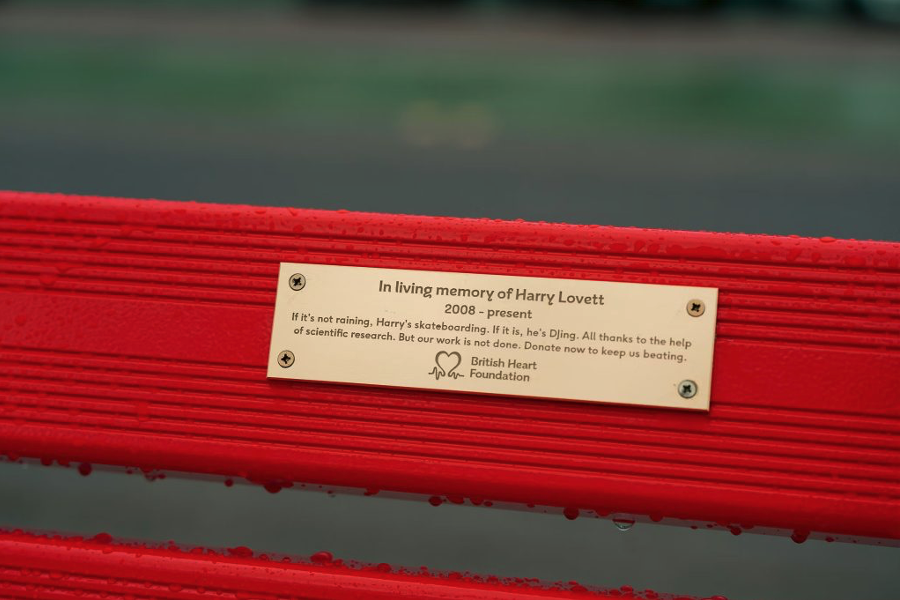 In living memory of Harry Lovett
2008 - present
If it's not raining, Harry's skateboarding. If it is, he's DJing. All thanks to the help
of scientific research. But our work is not done. Donate now to keep us beating.
British Heart
Foundation